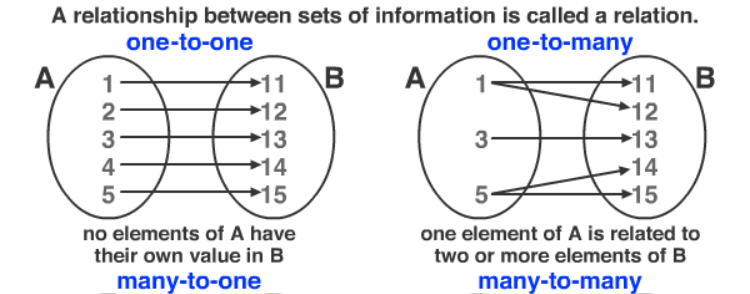 A relationship between sets of information is called a relation.
one-to-one
one-to-many
A B
1 11
2 12
3 13
4 14
5 15
no elements of A have
their own value in B
A B
1 11
12
3 13
14
5 15
one element of A is related to
two or more elements of B
many-to-one
many-to-many